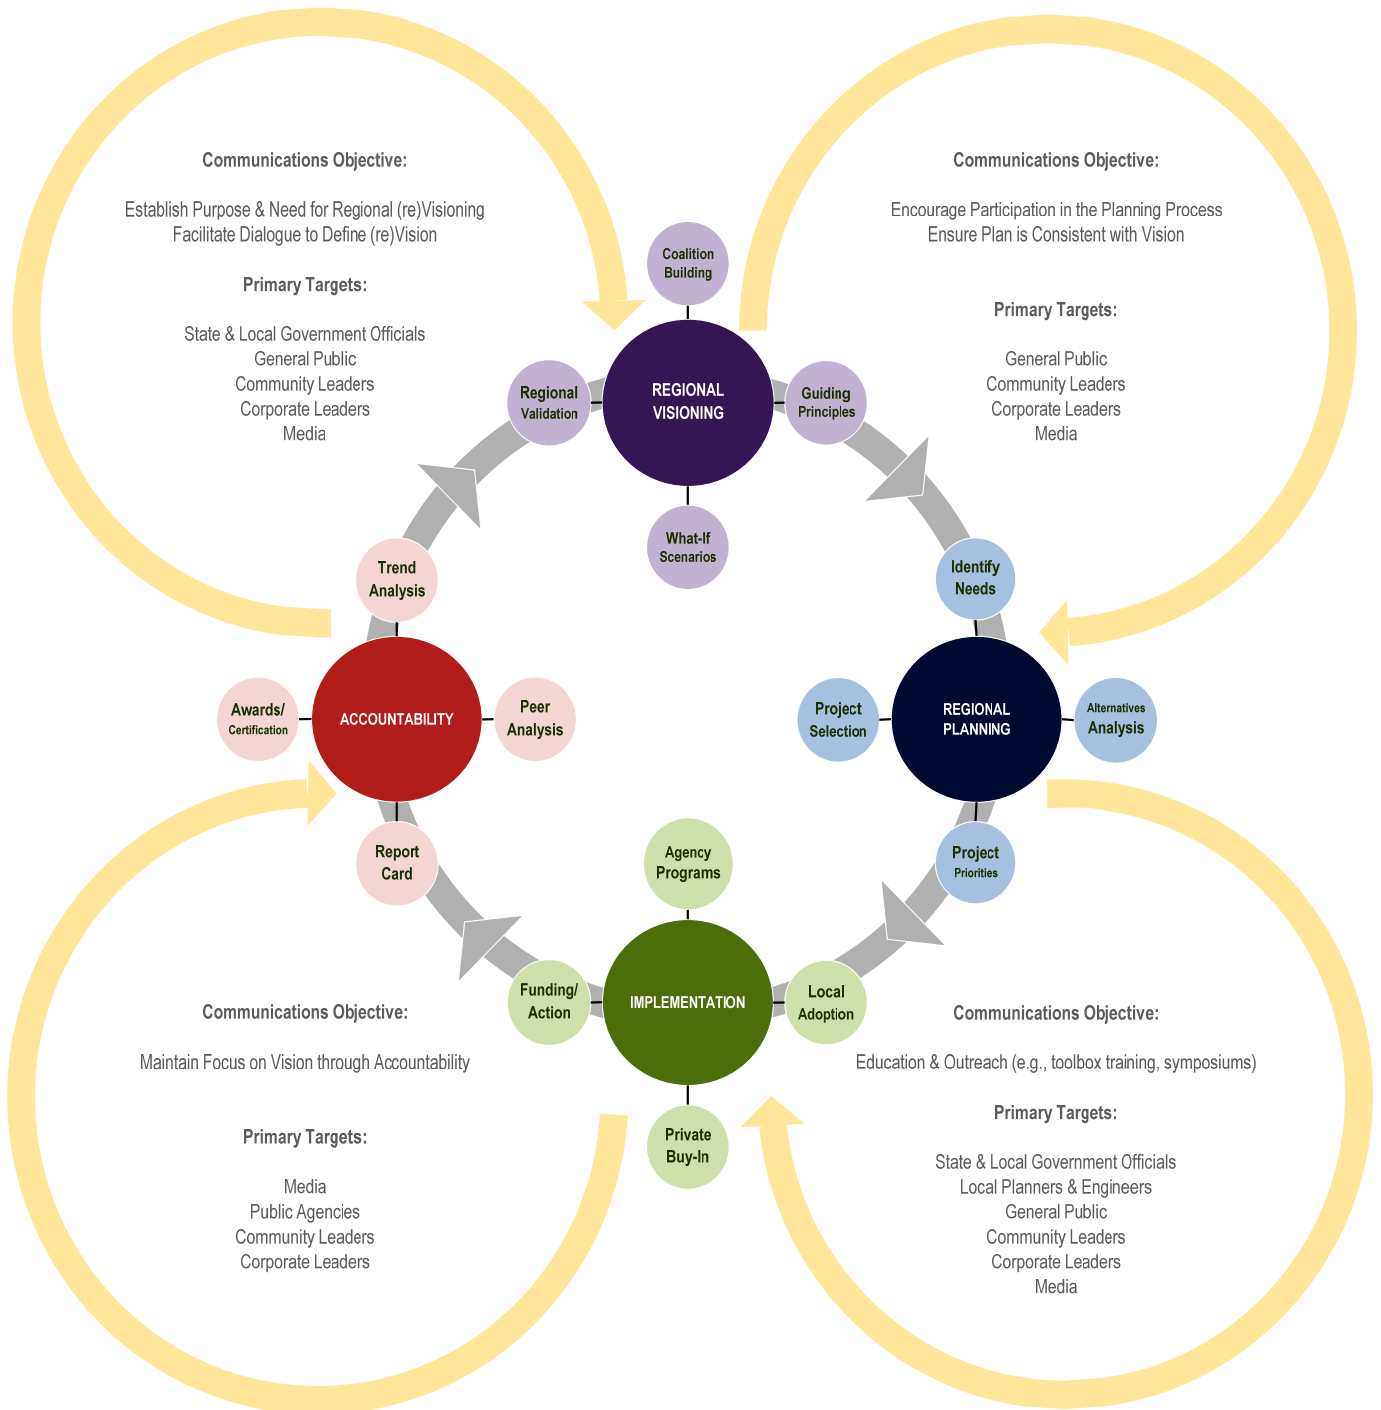 Communications Objective:
Establish Purpose & Need for Regional (re)Visioning
Facilitate Dialogue to Define (re)Vision
Primary Targets:
State & Local Government Officials
General Public
Community Leaders
Corporate Leaders
Media
Communications Objective:
Encourage Participation in the Planning Process
Ensure Plan is Consistent with Vision
Primary Targets:
General Public
Community Leaders
Corporate Leaders
Media
Coalition
Building
Regional
Validation
REGIONAL
VISIONING
Guiding
Principles
What-If
Scenarios
Trend
Analysis
Identify
Needs
Awards/
Certification
ACCOUNTABILITY
Peer
Analysis
Project
Selection
REGIONAL
PLANNING
Alternatives
Analysis
Report
Card
Agency
Programs
Project
Priorities
Funding/
Action
IMPLEMENTATION
Local
Adoption
Private
Buy-In
Communications Objective:
Maintain Focus on Vision through Accountability
Primary Targets:
Media
Public Agencies
Community Leaders
Corporate Leaders
Communications Objective:
Education & Outreach (e.g., toolbox training, symposiums)
Primary Targets:
State & Local Government Officials
Local Planners & Engineers
General Public
Community Leaders
Corporate Leaders
Media